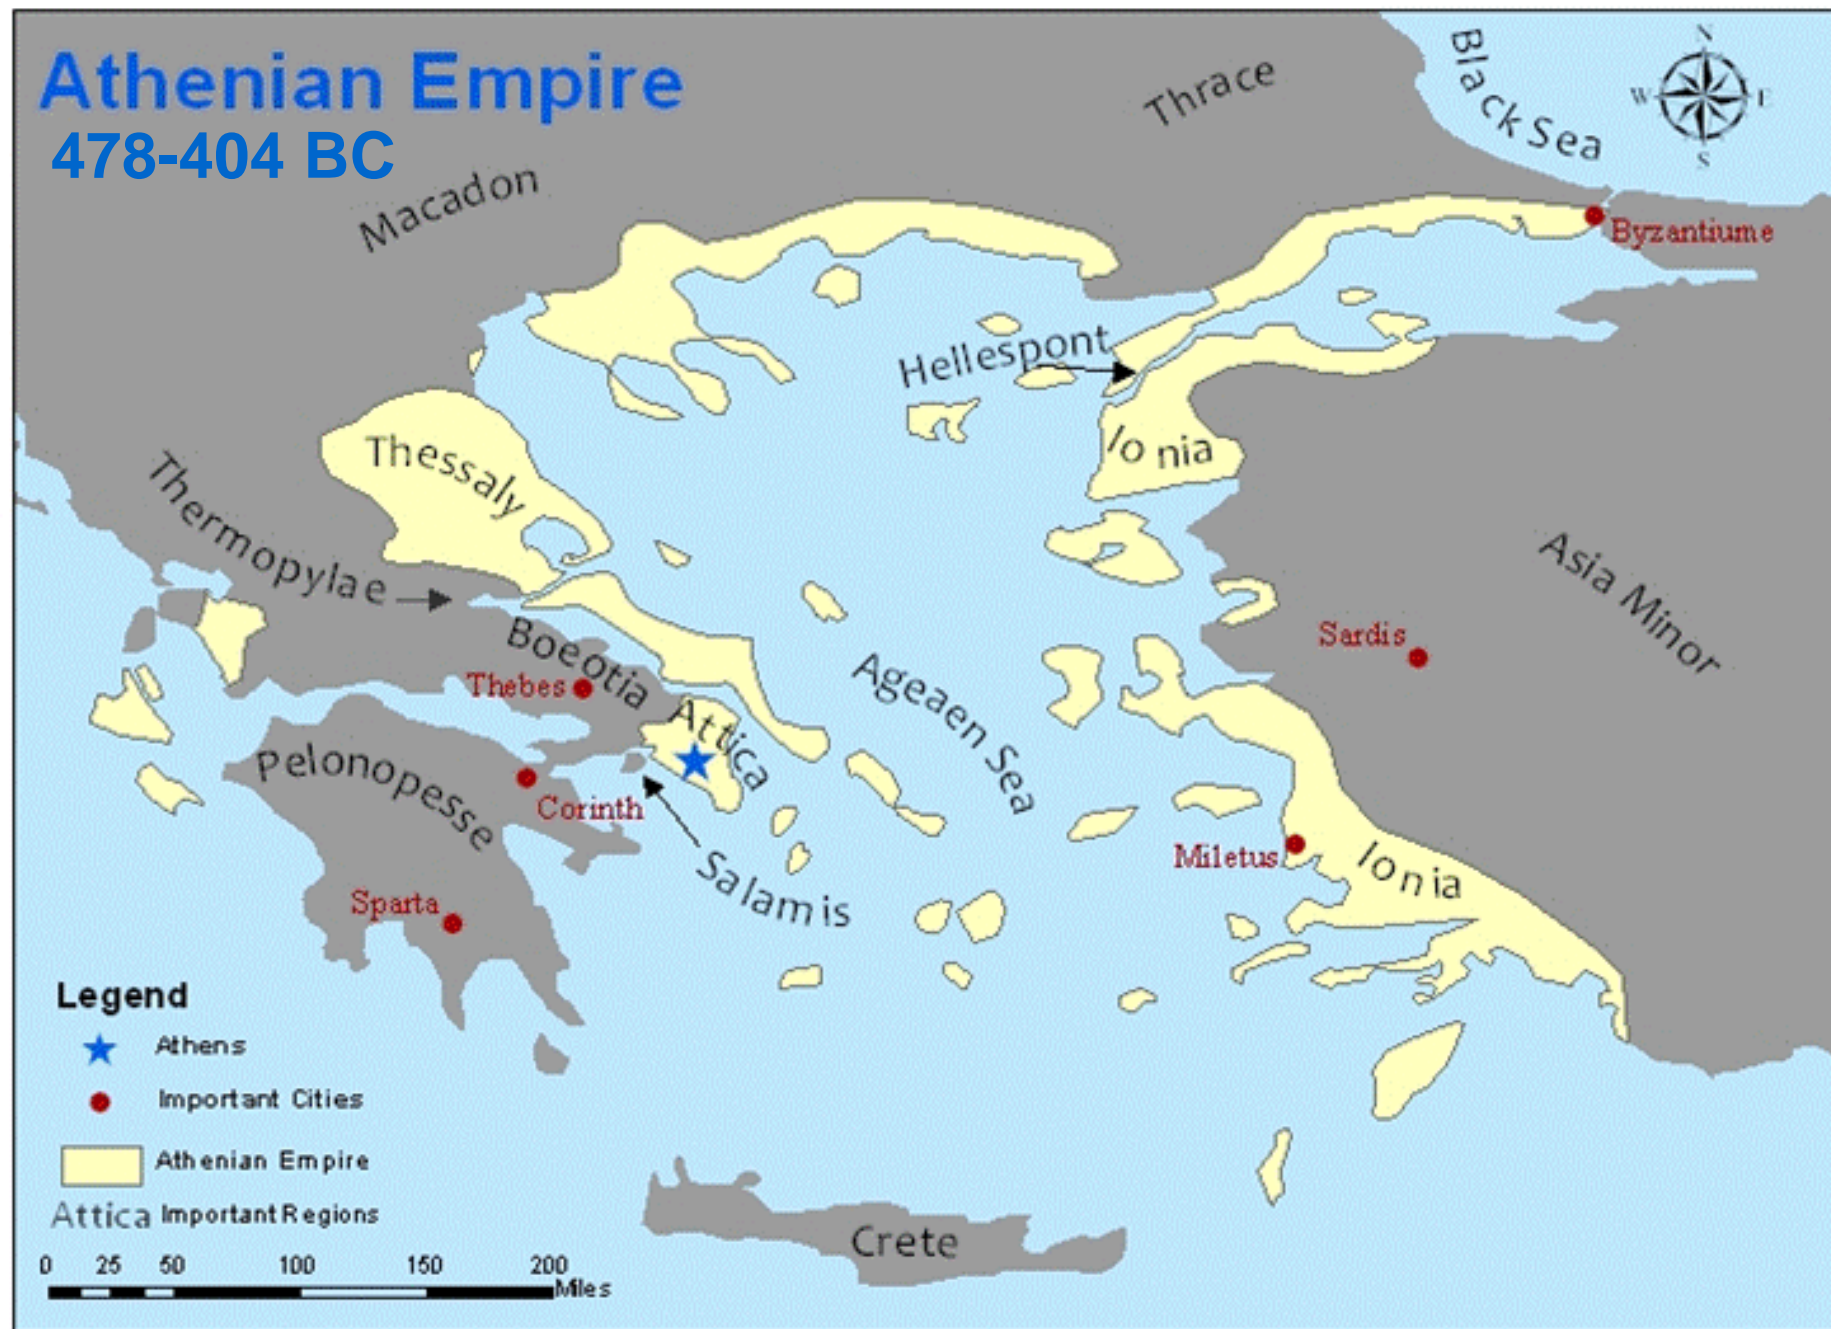 Athenian Empire
478-404 BC
Macadon
Thrace
Black Sea
N
W E
S
Byzantiume
Hellespont
Io nia
Thessaly
Thermopylae
Boeotia
Thebes
Attica
Ageaen Sea
Asia Minor
Sardis
Pelonopesse
Corinth
Salamis
Sparta
Miletus
Ionia
Crete
Legend
Athens
Important Cities
Athenian Empire
Attica Important Regions
0 25 50 100 150 200
Miles